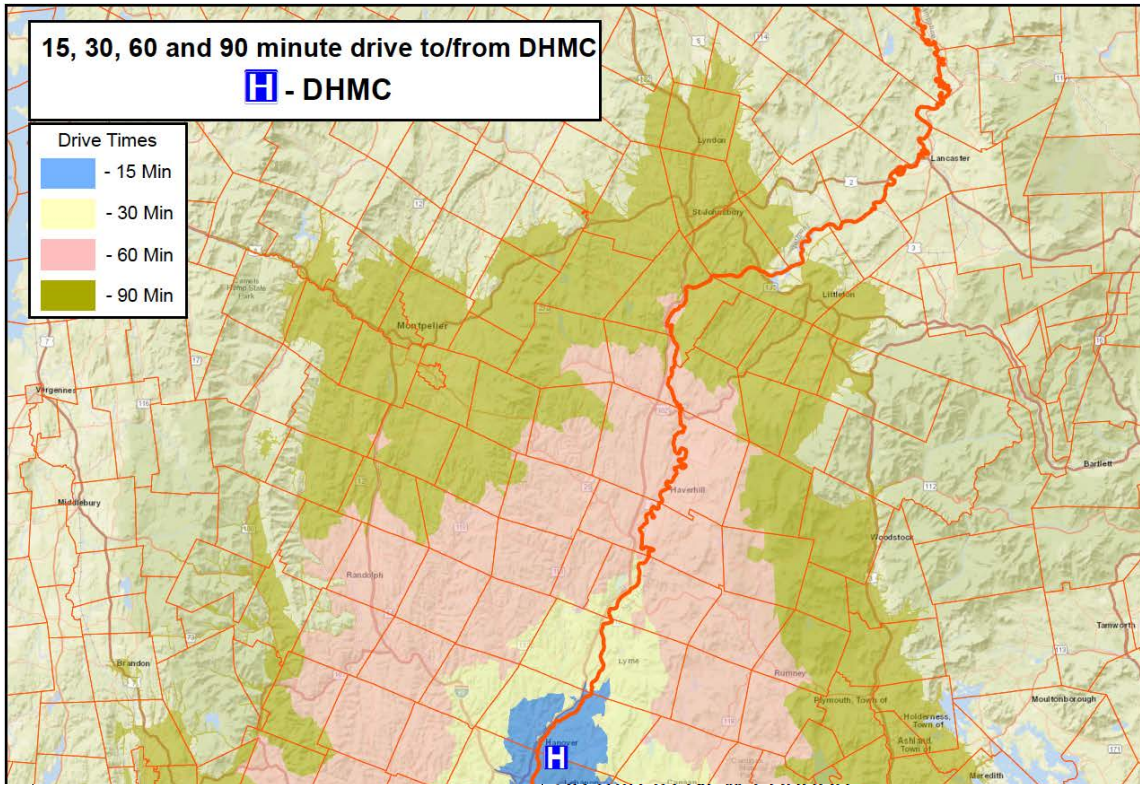 15, 30, 60 and 90 minute drive to/from DHMC
H - DHMC
Drive Times
- 15 Min
- 30 Min
- 60 Min
- 90 Min
Lyndon
Lancaster
St Johnsbury
Littleton
Montpelier
Vergennes
Bartlett
Middlebury
Haverhill
Woodstock
Randolph
Tamworth
Brandon
Lyme
Rumney
Plymouth, Town of
Moultonborough
Holderness,
Town of
Hanover
Ashland,
Town of
H
Meredith